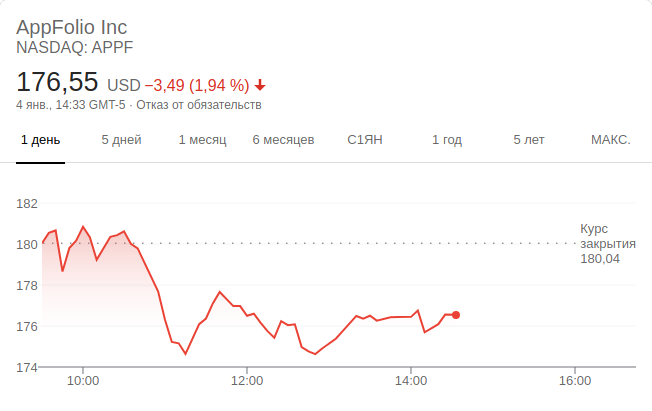 AppFolio Inc
NASDAQ: APPF
176,55 USD −3,49 (1,94 %)
4 янв., 14:33 GMT-5 · Отказ от обязательств
1 день 5 дней 1 месяц 6 месяцев С1ЯН 1 год 5 лет МАКС.
182
180
178
176
174
Курс
закрытия
180,04
10:00 12:00 14:00 16:00